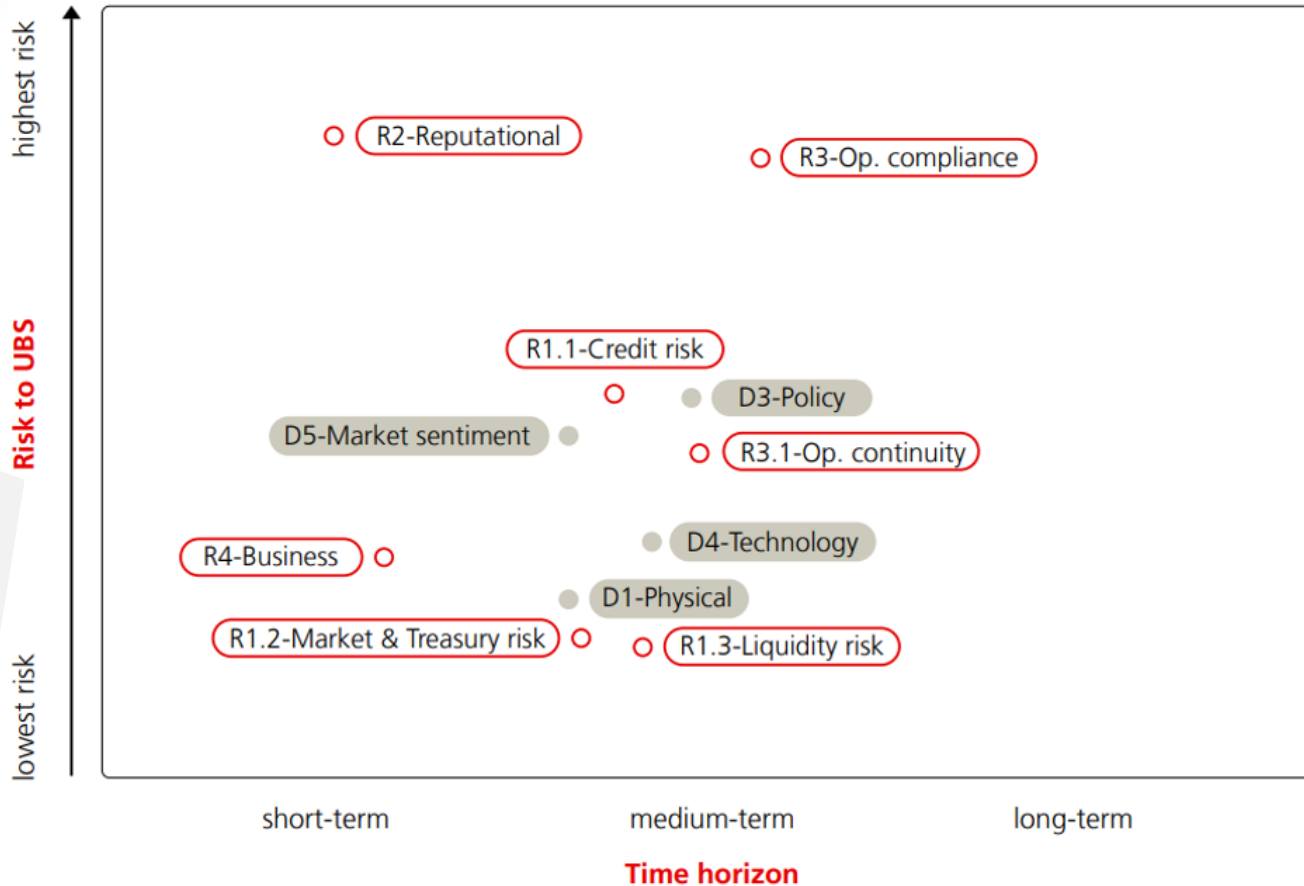 highest risk
R2-Reputational
R3-Op. compliance
Risk to UBS
R1.1-Credit risk
D3-Policy
D5-Market sentiment
R3.1-Op. continuity
D4-Technology
R4-Business
D1-Physical
R1.2-Market & Treasury risk
R1.3-Liquidity risk
lowest risk
short-term
medium-term
long-term
Time horizon